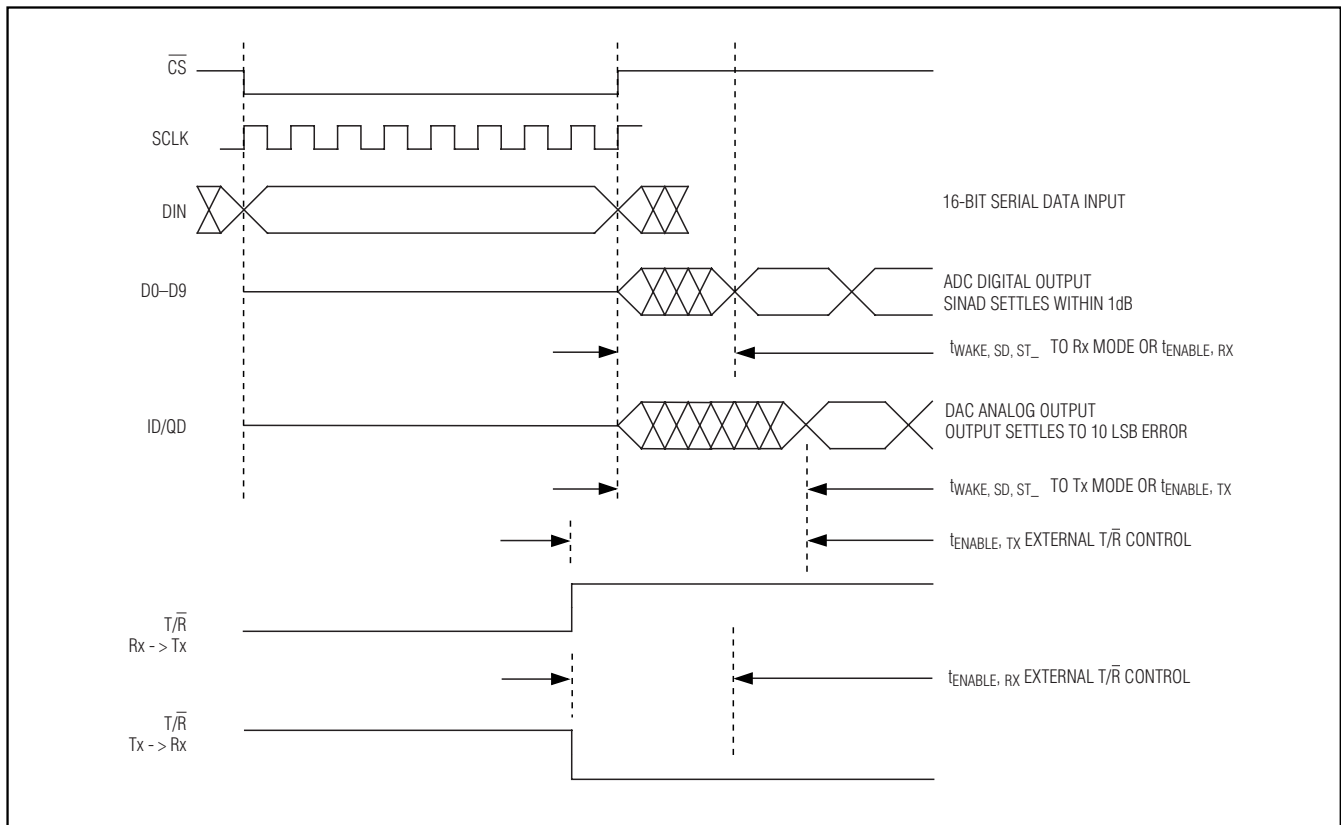 C̅S̅
SCLK
DIN
16-BIT SERIAL DATA INPUT
D0–D9
ADC DIGITAL OUTPUT
SINAD SETTLES WITHIN 1dB
tWAKE, SD, ST_ TO Rx MODE OR tENABLE, RX
ID/QD
DAC ANALOG OUTPUT
OUTPUT SETTLES TO 10 LSB ERROR
tWAKE, SD, ST_ TO Tx MODE OR tENABLE, TX
tENABLE, TX EXTERNAL T/R̅ CONTROL
T/R̅
Rx - > Tx
tENABLE, RX EXTERNAL T/R̅ CONTROL
T/R̅
Tx - > Rx